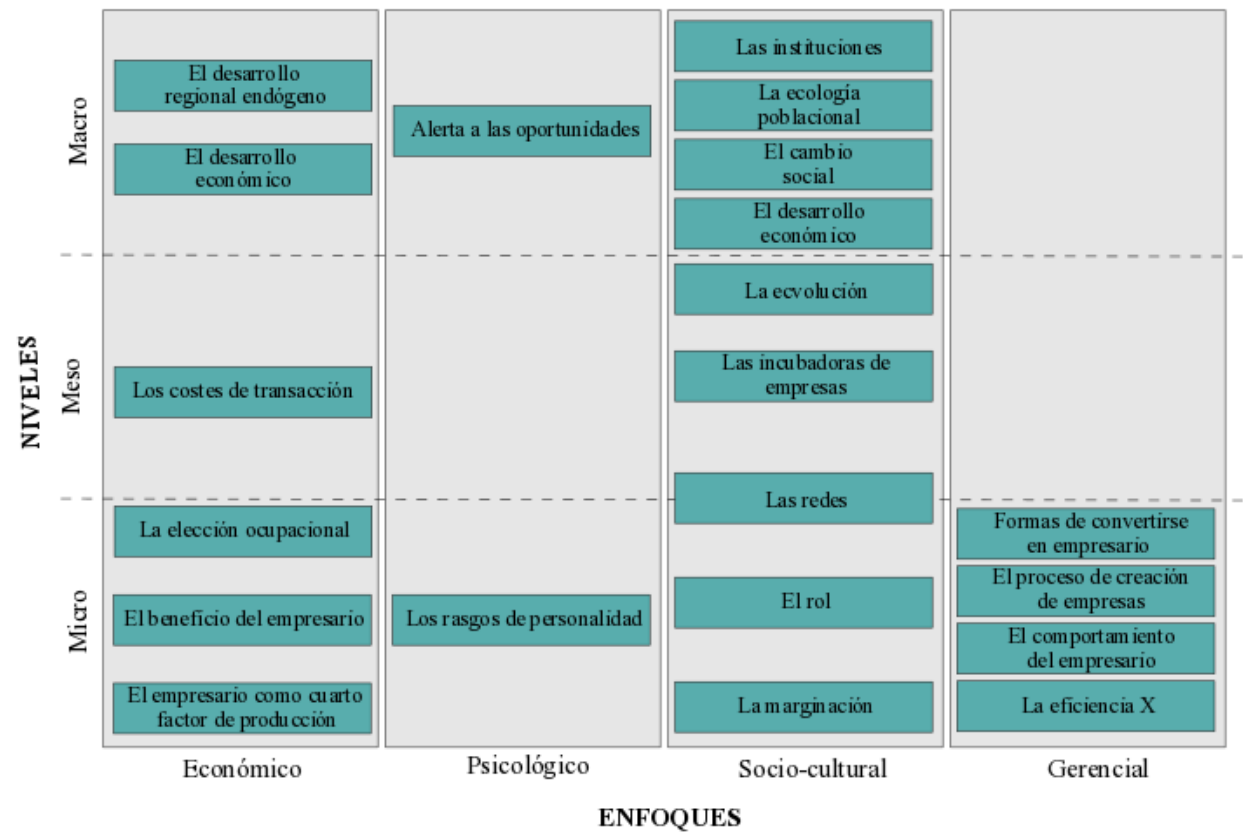 Las instituciones
El desarrollo
regional endógeno
La ecología
poblacional
Macro
Alerta a las oportunidades
El desarrollo
económico
El cambio
social
El desarrollo
económico
La ecvolución
NIVELES
Meso
Los costes de transacción
Las incubadoras de
empresas
Las redes
La elección ocupacional
Formas de convertirse
en empresario
Micro
El beneficio del empresario
Los rasgos de personalidad
El rol
El proceso de creación
de empresas
El comportamiento
del empresario
El empresario como cuarto
factor de producción
La marginación
La eficiencia X
Económico
Psicológico
Socio-cultural
Gerencial
ENFOQUES